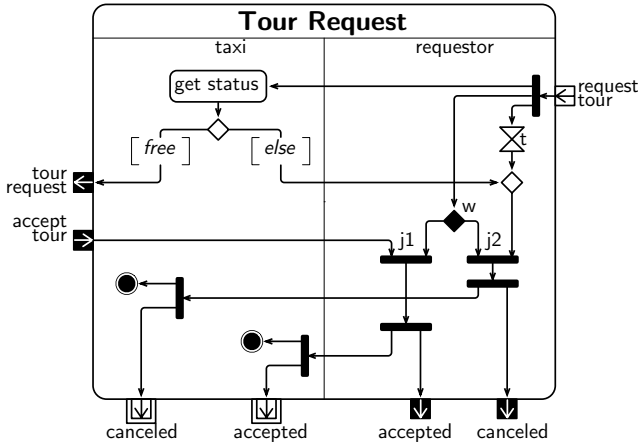 Tour Request
taxi
requestor
get status
request
tour
t
[ free ]
[ else ]
tour
request
w
accept
tour
j1
j2
canceled
accepted
accepted
canceled